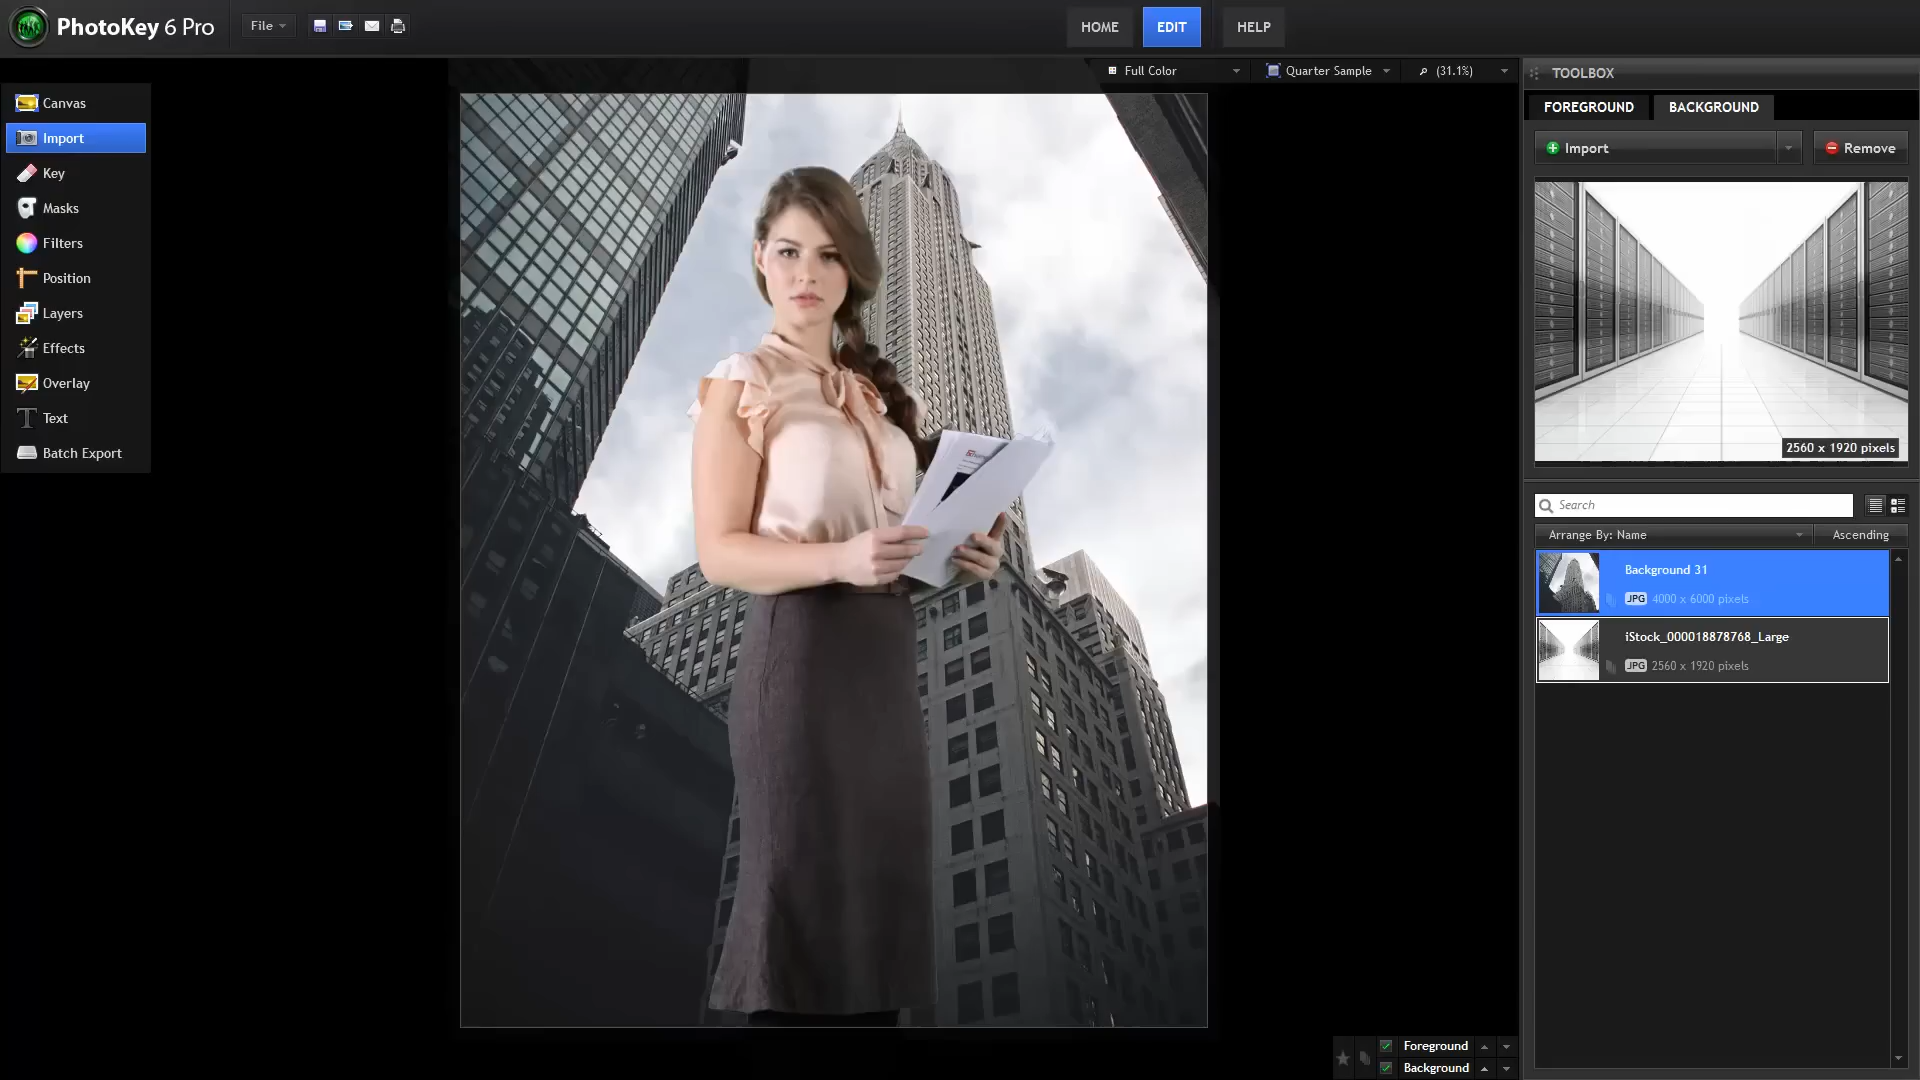 PhotoKey 6 Pro
File
HOME
EDIT
HELP
Full Color
Quarter Sample
(31.1%)
Canvas
Import
Key
Masks
Filters
Position
Layers
Effects
Overlay
Text
Batch Export
TOOLBOX
FOREGROUND
BACKGROUND
Import
Remove
2560 x 1920 pixels
Search
Arrange By: Name
Ascending
Background 31
JPG 4000 x 6000 pixels
iStock_000018878768_Large
JPG 2560 x 1920 pixels
Foreground
Background